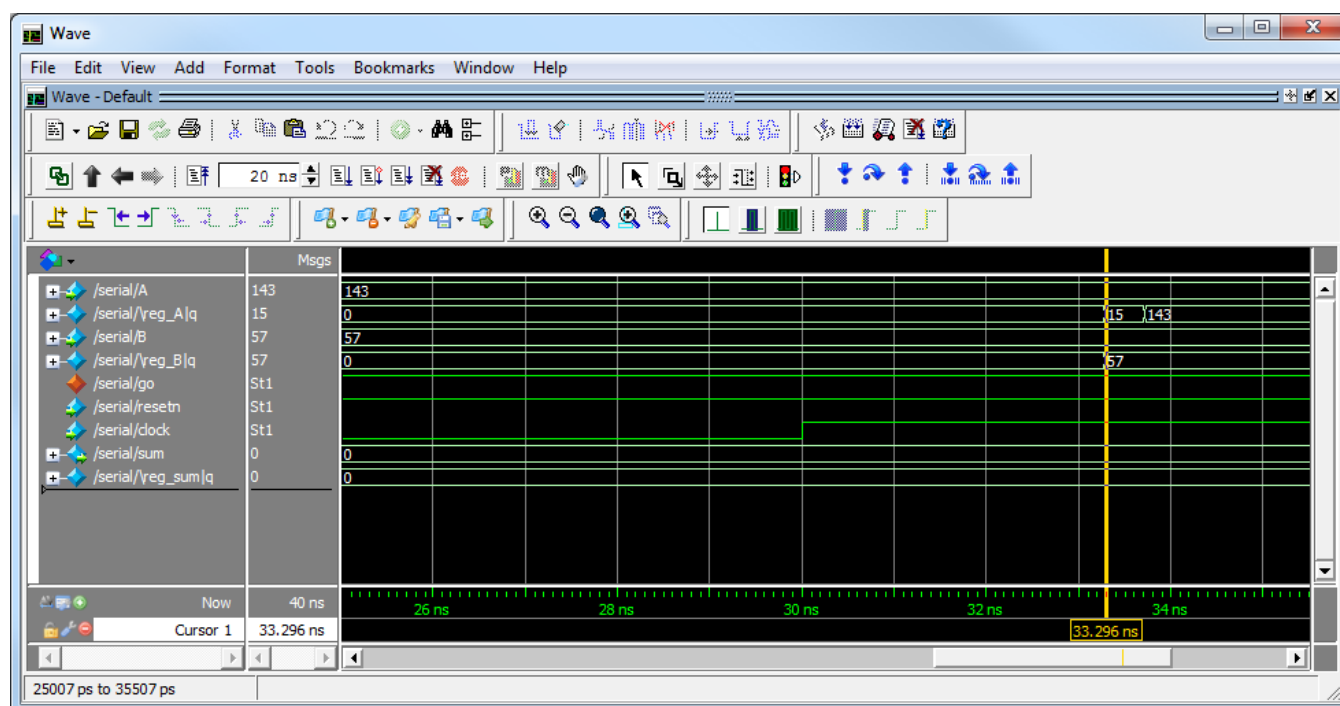 Wave
File Edit View Add Format Tools Bookmarks Window Help
Wave - Default
20 ns
Msgs
/serial/A 143 143
/serial/\reg_A|q 15 0 15 143
/serial/B 57 57
/serial/\reg_B|q 57 0 57
/serial/go St1
/serial/resetn St1
/serial/clock St1
/serial/sum 0 0
/serial/\reg_sum|q 0 0
Now 40 ns 26 ns 28 ns 30 ns 32 ns 34 ns
Cursor 1 33.296 ns 33.296 ns
25007 ps to 35507 ps